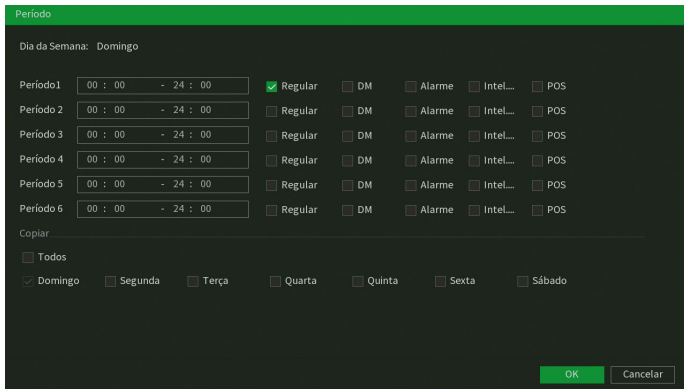 Período
Dia da Semana: Domingo
Período1 00 : 00 - 24 : 00 Regular DM Alarme Intel.... POS
Período 2 00 : 00 - 24 : 00 Regular DM Alarme Intel.... POS
Período 3 00 : 00 - 24 : 00 Regular DM Alarme Intel.... POS
Período 4 00 : 00 - 24 : 00 Regular DM Alarme Intel.... POS
Período 5 00 : 00 - 24 : 00 Regular DM Alarme Intel.... POS
Período 6 00 : 00 - 24 : 00 Regular DM Alarme Intel.... POS
Copiar
Todos
Domingo Segunda Terça Quarta Quinta Sexta Sábado
OK Cancelar